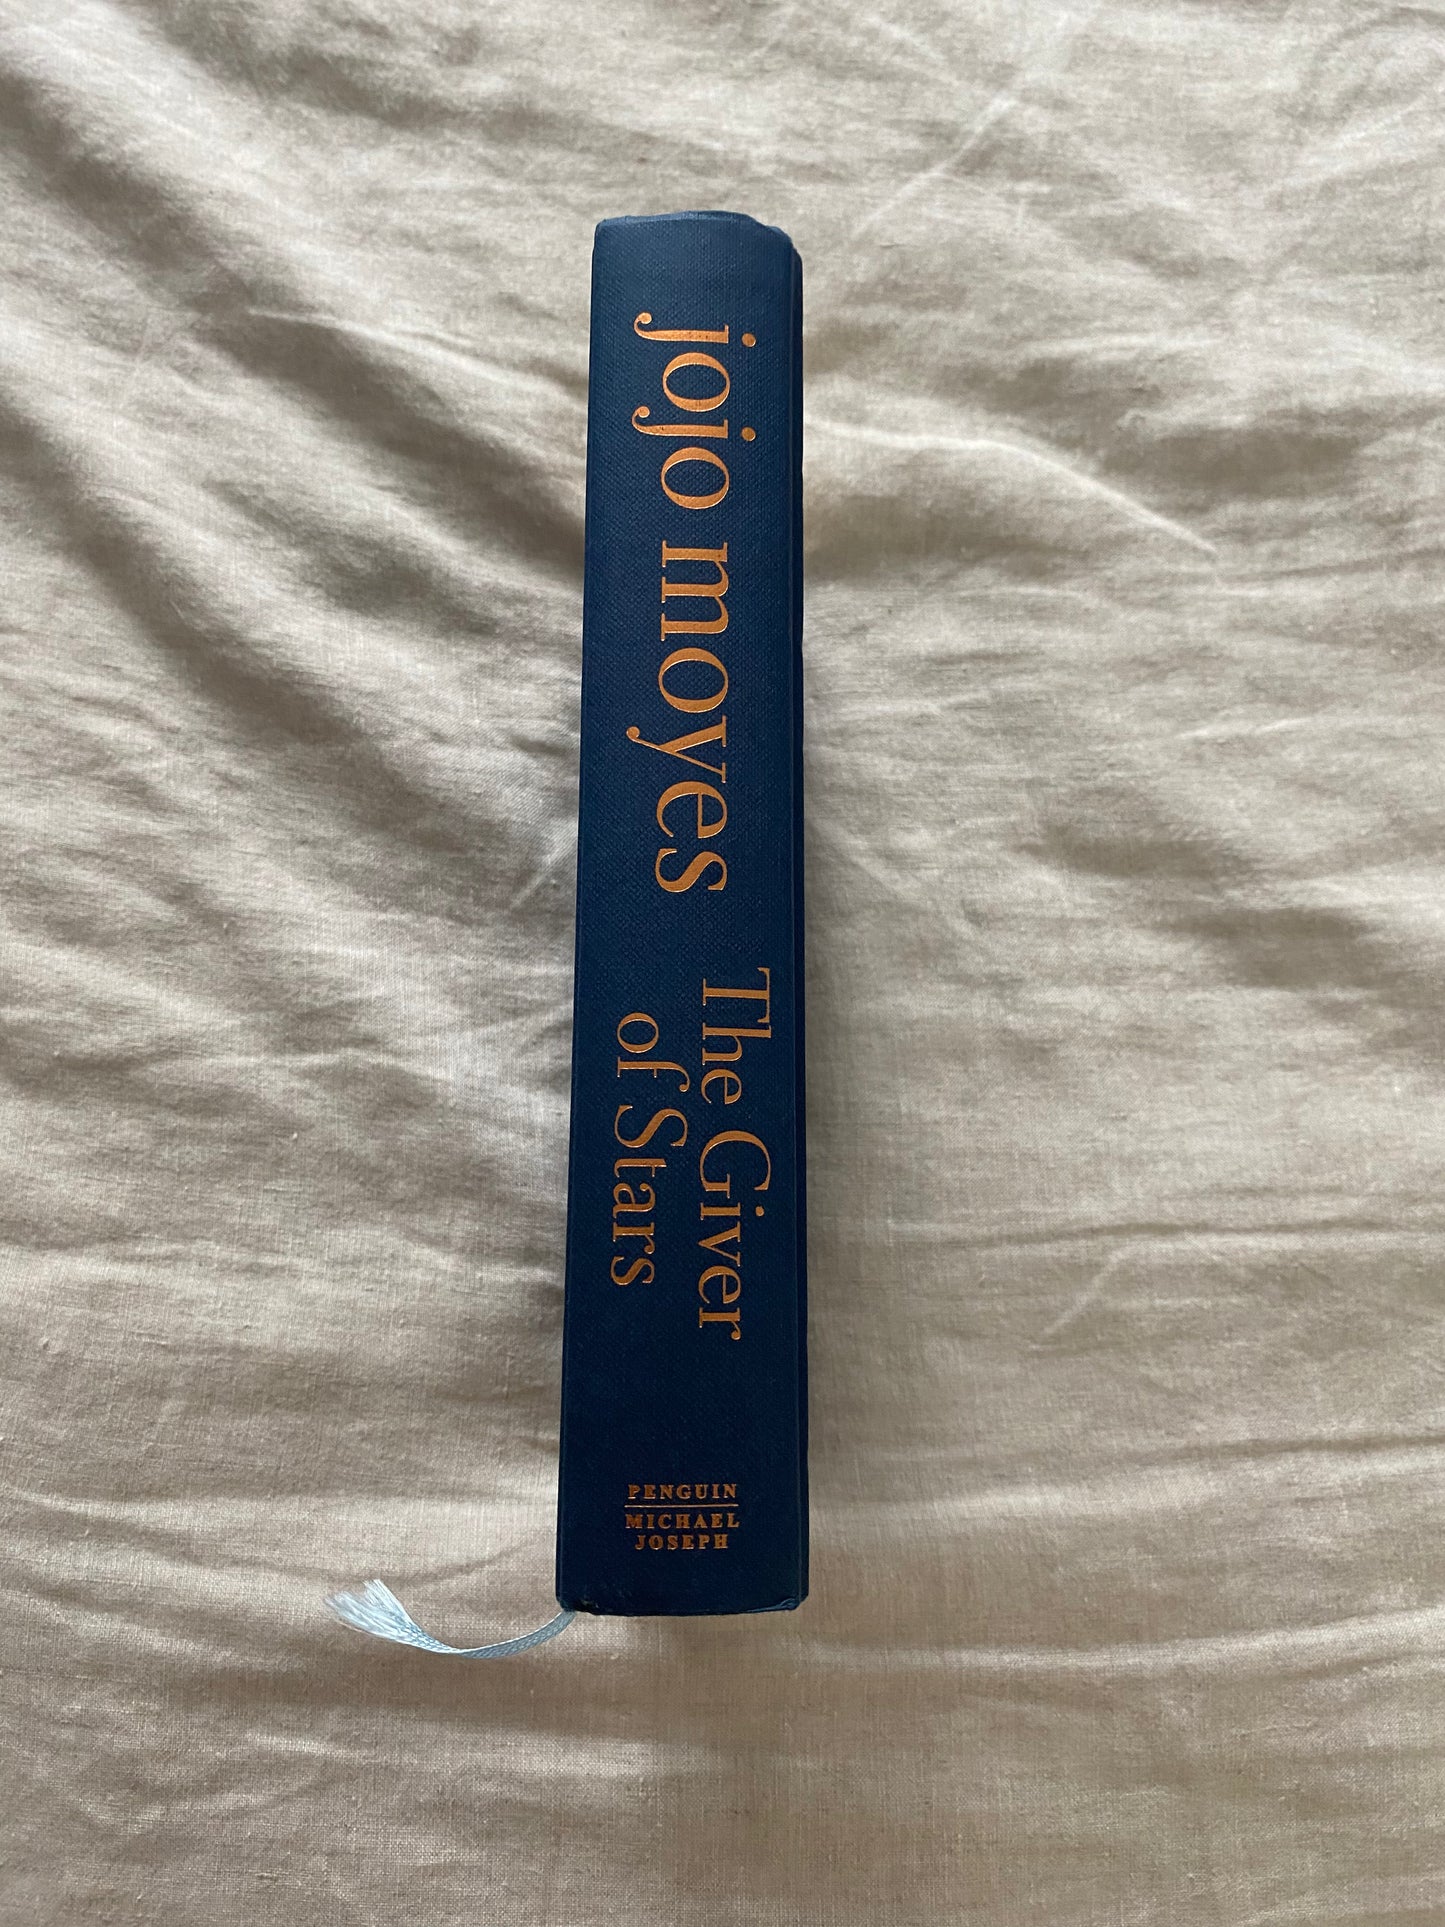 jojo moyes
The Giver
of Stars
PENGUIN
MICHAEL
JOSEPH